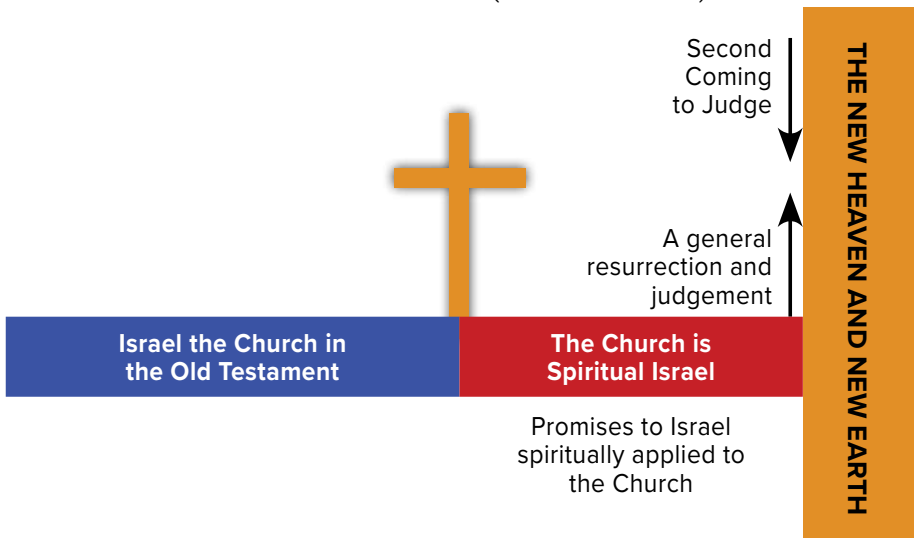 Second
Coming
to Judge
A general
resurrection and
judgement
Israel the Church in
the Old Testament
The Church is
Spiritual Israel
Promises to Israel
spiritually applied to
the Church
THE NEW HEAVEN AND NEW EARTH